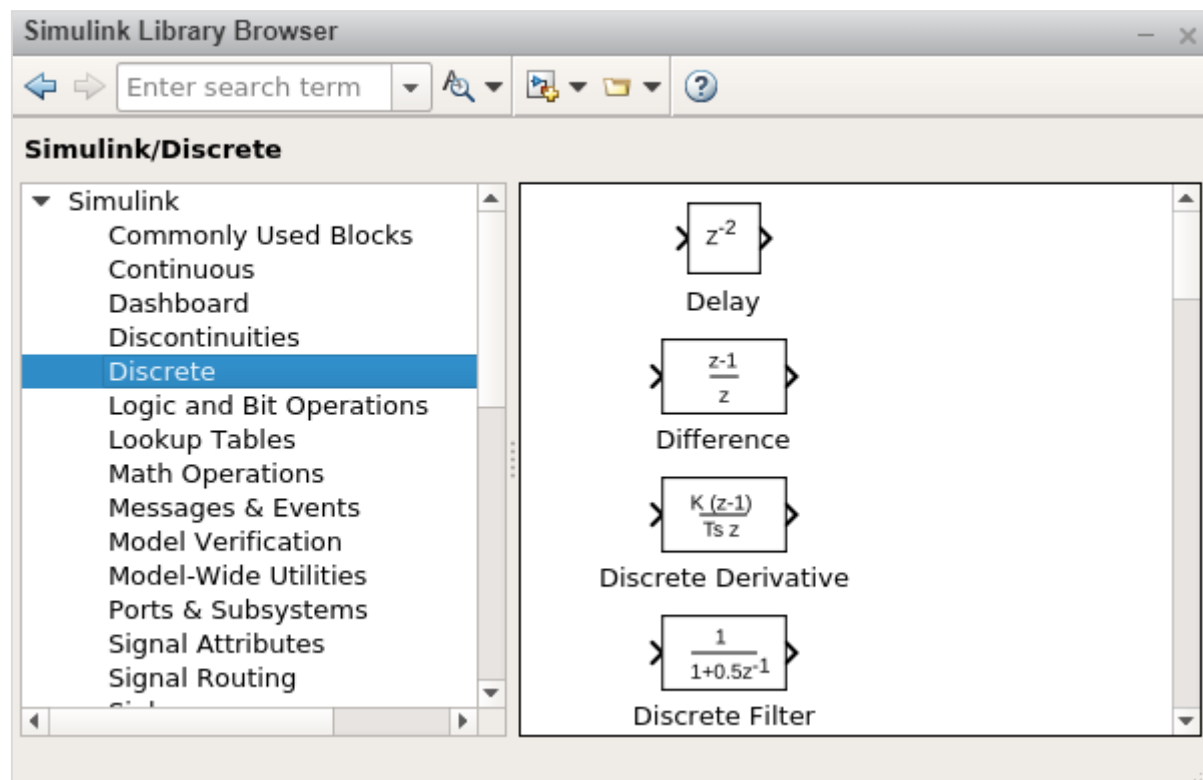 Simulink Library Browser
Enter search term
Simulink/Discrete
Simulink
Commonly Used Blocks
Continuous
Dashboard
Discontinuities
Discrete
Logic and Bit Operations
Lookup Tables
Math Operations
Messages & Events
Model Verification
Model-Wide Utilities
Ports & Subsystems
Signal Attributes
Signal Routing
z-2
Delay
z-1
z
Difference
K (z-1)
Ts z
Discrete Derivative
1
1+0.5z-1
Discrete Filter